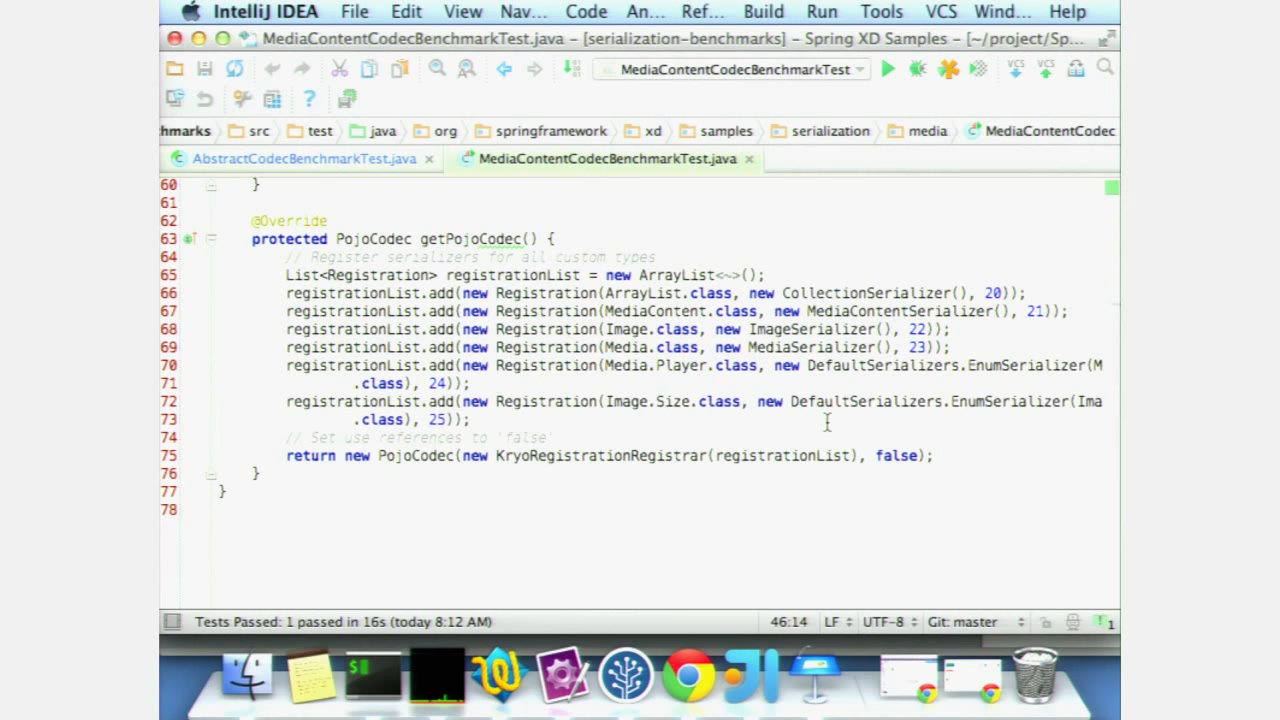 IntelliJ IDEA File Edit View Nav... Code An... Ref... Build Run Tools VCS Wind... Help
MediaContentCodecBenchmarkTest.java – [serialization-benchmarks] – Spring XD Samples – [~/project/Sp...
MediaContentCodecBenchmarkTest VCS VCS
?
hmarks src test java org springframework xd samples serialization media MediaContentCodec
AbstractCodecBenchmarkTest.java MediaContentCodecBenchmarkTest.java
60 }
61
62 @Override
63 protected PojoCodec getPojoCodec() {
64 // Register serializers for all custom types
65 List<Registration> registrationList = new ArrayList<~>();
66 registrationList.add(new Registration(ArrayList.class, new CollectionSerializer(), 20));
67 registrationList.add(new Registration(MediaContent.class, new MediaContentSerializer(), 21));
68 registrationList.add(new Registration(Image.class, new ImageSerializer(), 22));
69 registrationList.add(new Registration(Media.class, new MediaSerializer(), 23));
70 registrationList.add(new Registration(Media.Player.class, new DefaultSerializers.EnumSerializer(M
71 .class), 24));
72 registrationList.add(new Registration(Image.Size.class, new DefaultSerializers.EnumSerializer(Ima
73 .class), 25));
74 // Set use references to 'false'
75 return new PojoCodec(new KryoRegistrationRegistrar(registrationList), false);
76 }
77 }
78
Tests Passed: 1 passed in 16s (today 8:12 AM) 46:14 LF UTF-8 Git: master 1
$